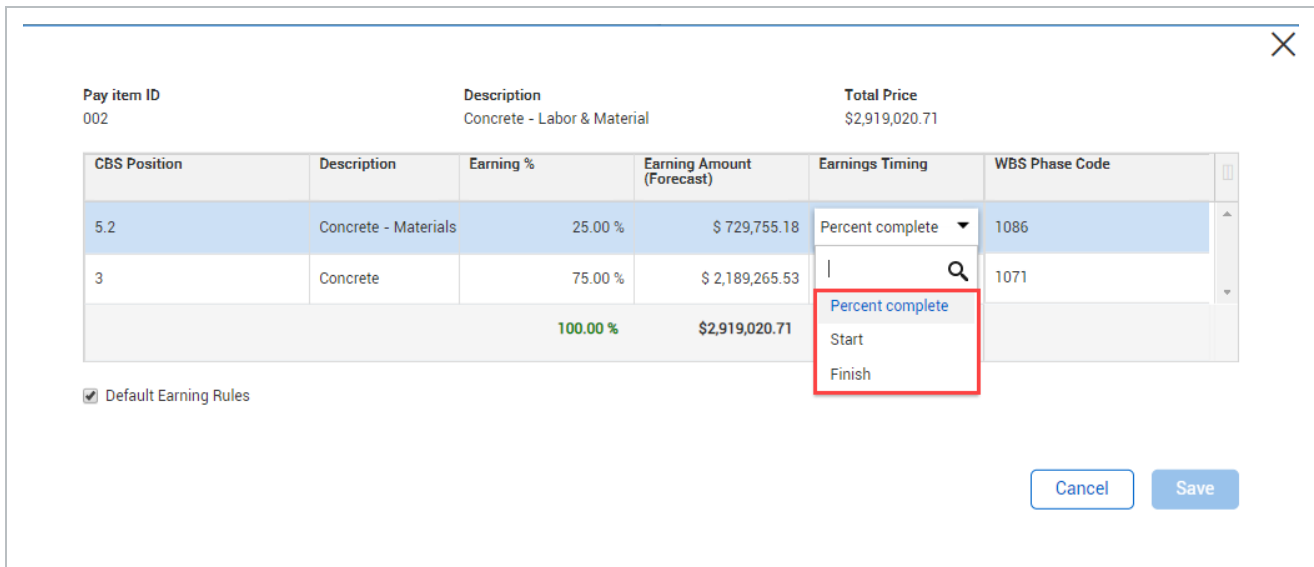 Pay item ID Description Total Price
002 Concrete - Labor & Material $2,919,020.71
CBS Position Description Earning % Earning Amount (Forecast) Earnings Timing WBS Phase Code
5.2 Concrete - Materials 25.00 % $ 729,755.18 Percent complete 1086
3 Concrete 75.00 % $ 2,189,265.53 1071
Percent complete
100.00 % $2,919,020.71
Start
Finish
Default Earning Rules
Cancel Save